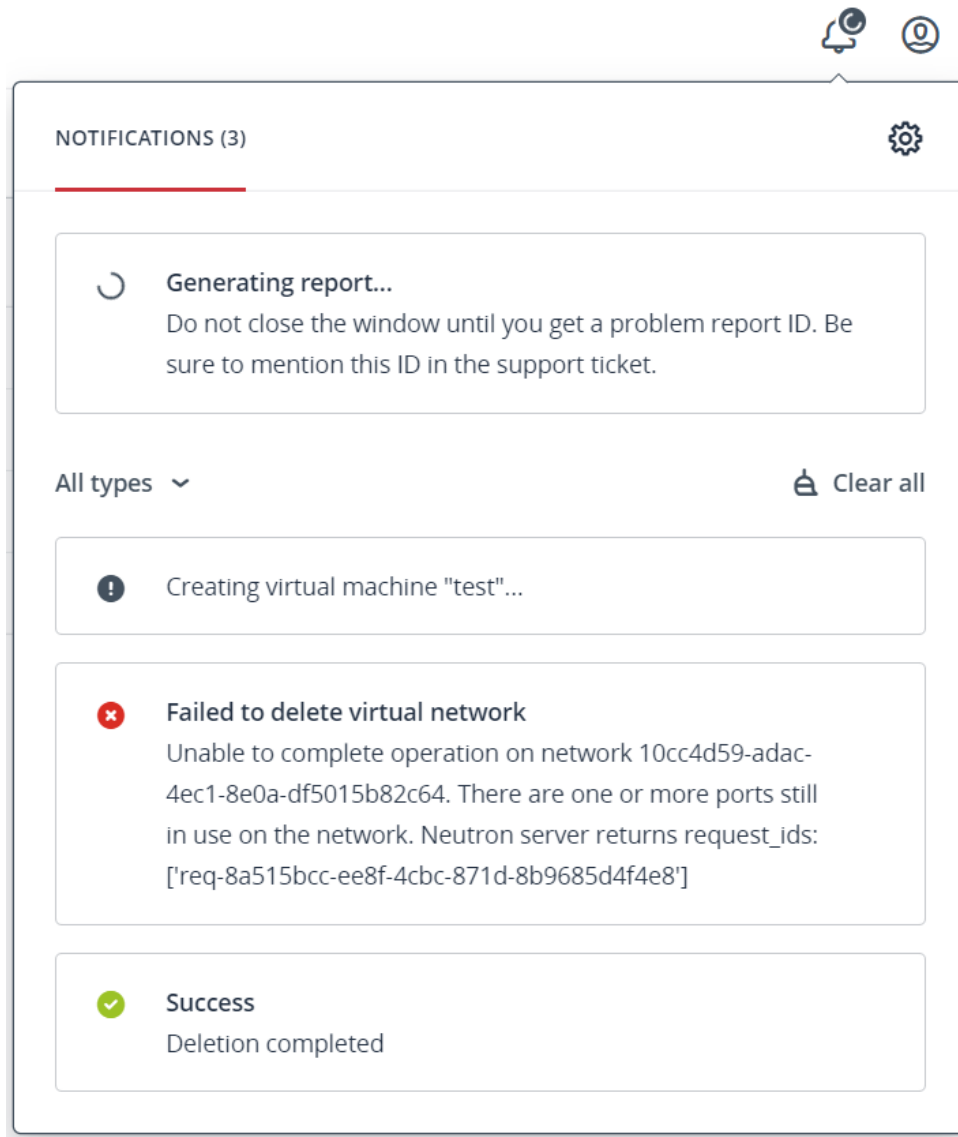 NOTIFICATIONS (3)
Generating report...
Do not close the window until you get a problem report ID. Be
sure to mention this ID in the support ticket.
All types
Clear all
Creating virtual machine "test"...
Failed to delete virtual network
Unable to complete operation on network 10cc4d59-adac-
4ec1-8e0a-df5015b82c64. There are one or more ports still
in use on the network. Neutron server returns request_ids:
['req-8a515bcc-ee8f-4cbc-871d-8b9685d4f4e8']
Success
Deletion completed